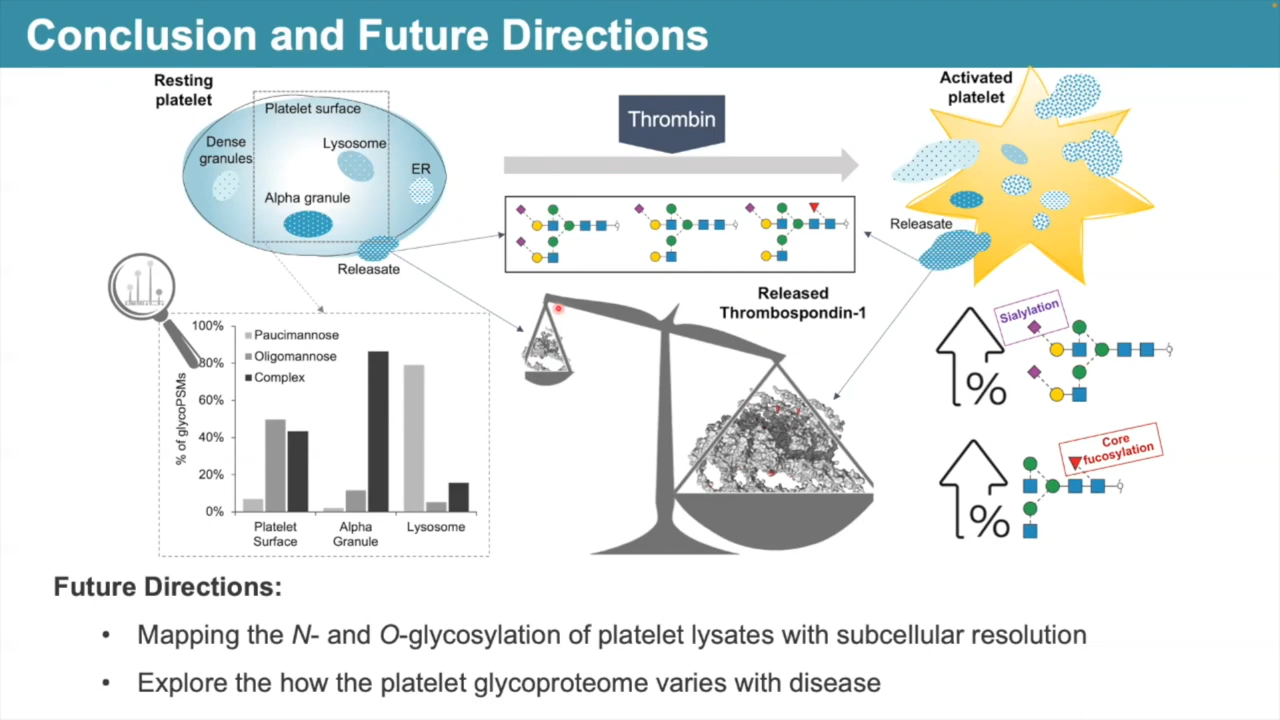 Conclusion and Future Directions
Resting
platelet
Platelet surface
Dense
granules
Lysosome
ER
Alpha granule
Releasate
Thrombin
Activated
platelet
Releasate
Released
Thrombospondin-1
% of glycoPSMs
100%
80%
60%
40%
20%
0%
Paucimannose
Oligomannose
Complex
Platelet
Surface
Alpha
Granule
Lysosome
Sialylation
%
Core
fucosylation
%
Future Directions:
• Mapping the N- and O-glycosylation of platelet lysates with subcellular resolution
• Explore the how the platelet glycoproteome varies with disease